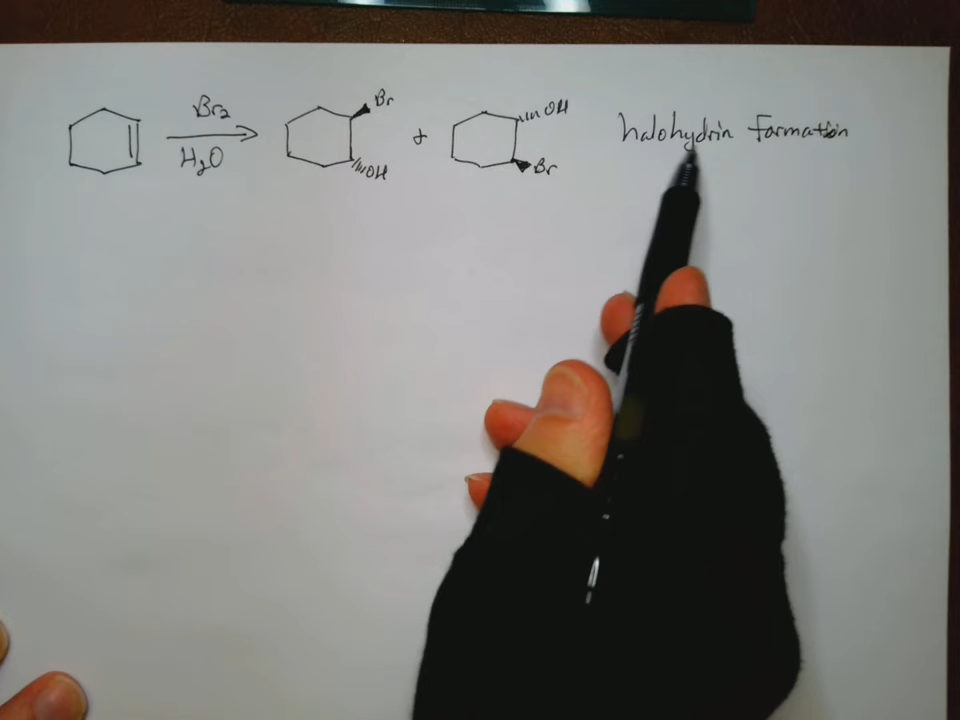 Br₂
H₂O
Br
OH
+
OH
Br
halohydrin formation